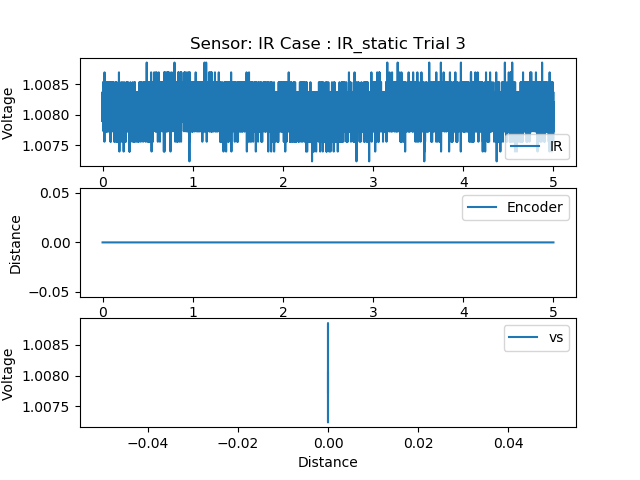 Sensor: IR Case : IR_static Trial 3
Voltage
1.0085
1.0080
1.0075
IR
0 1 2 3 4 5
Distance
0.05
0.00
−0.05
Encoder
0 1 2 3 4 5
Voltage
1.0085
1.0080
1.0075
vs
−0.04 −0.02 0.00 0.02 0.04
Distance